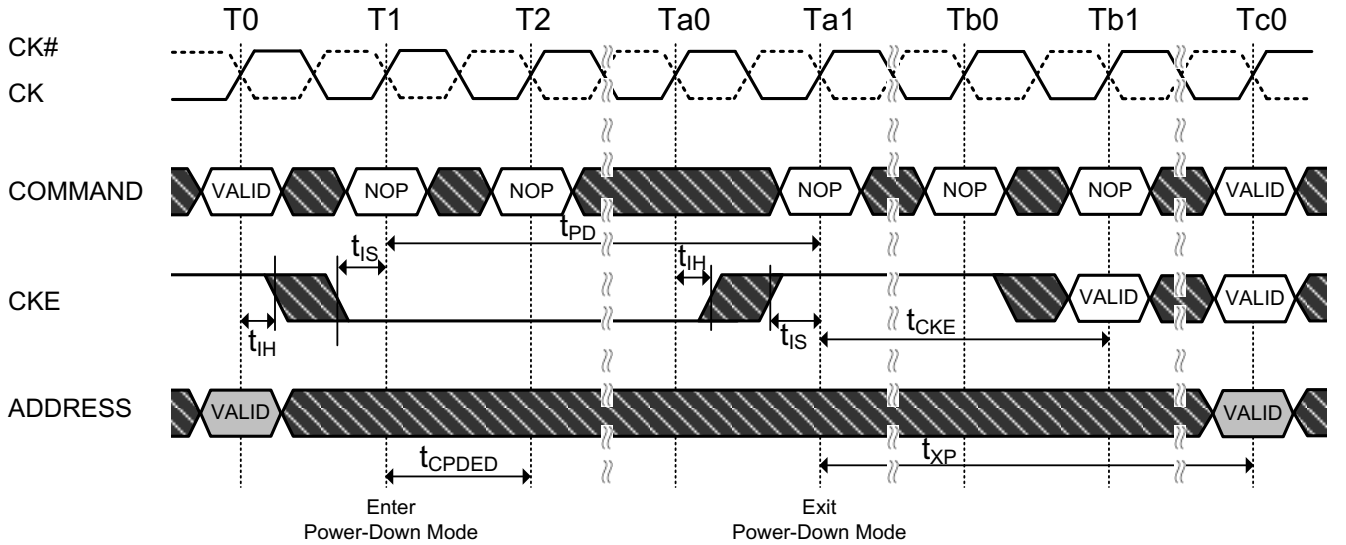 T0 T1 T2 Ta0 Ta1 Tb0 Tb1 Tc0
CK#
CK
COMMAND VALID NOP NOP NOP NOP NOP VALID
tPD
tIS tIH
CKE VALID VALID
tIH tIS tCKE
ADDRESS VALID VALID
tCPDED tXP
Enter
Power-Down Mode
Exit
Power-Down Mode